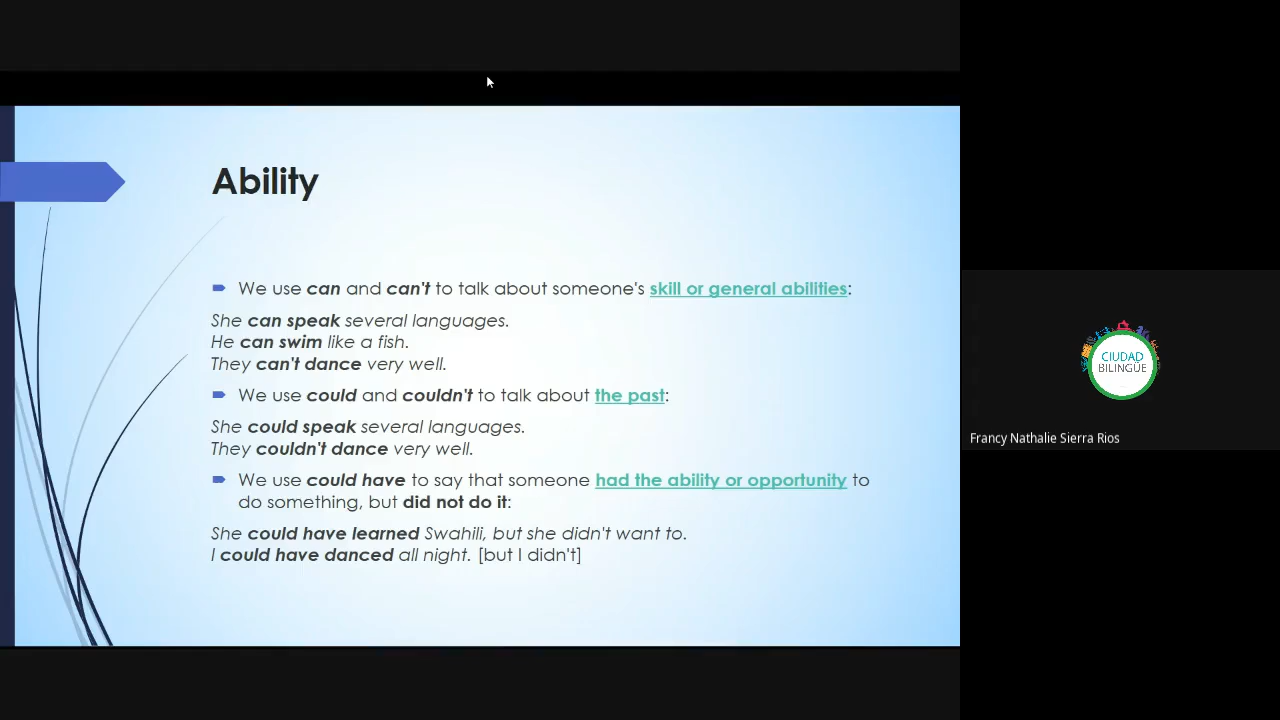 Ability
We use can and can't to talk about someone's skill or general abilities:
She can speak several languages.
He can swim like a fish.
They can't dance very well.
We use could and couldn't to talk about the past:
She could speak several languages.
They couldn't dance very well.
We use could have to say that someone had the ability or opportunity to
do something, but did not do it:
She could have learned Swahili, but she didn't want to.
I could have danced all night. [but I didn't]
CIUDAD
BILINGÜE
Francy Nathalie Sierra Rios